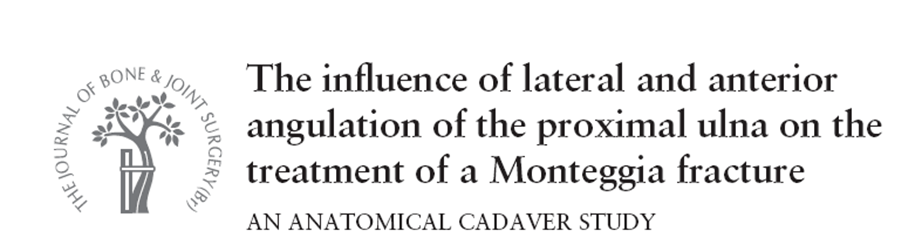 THE JOURNAL OF BONE & JOINT SURGERY(Br)
The influence of lateral and anterior
angulation of the proximal ulna on the
treatment of a Monteggia fracture
AN ANATOMICAL CADAVER STUDY